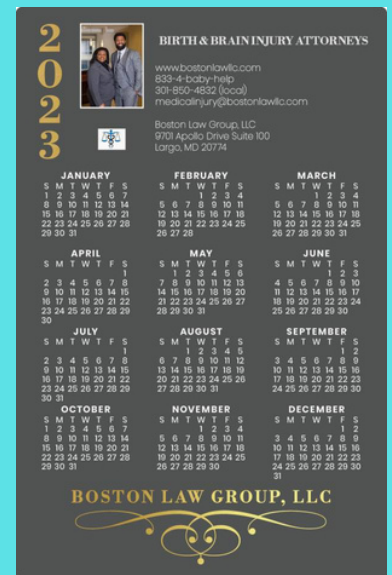 2023
BIRTH & BRAIN INJURY ATTORNEYS
www.bostonlawllc.com
833-4-baby-help
301-850-4832 (local)
medicalinjury@bostonlawllc.com
Boston Law Group, LLC
9701 Apollo Drive Suite 100
Largo, MD 20774
JANUARY
S M T W T F S
1 2 3 4 5 6 7
8 9 10 11 12 13 14
15 16 17 18 19 20 21
22 23 24 25 26 27 28
29 30 31
FEBRUARY
S M T W T F S
1 2 3 4
5 6 7 8 9 10 11
12 13 14 15 16 17 18
19 20 21 22 23 24 25
26 27 28
MARCH
S M T W T F S
1 2 3 4
5 6 7 8 9 10 11
12 13 14 15 16 17 18
19 20 21 22 23 24 25
26 27 28 29 30 31
APRIL
S M T W T F S
1
2 3 4 5 6 7 8
9 10 11 12 13 14 15
16 17 18 19 20 21 22
23 24 25 26 27 28 29
30
MAY
S M T W T F S
1 2 3 4 5 6
7 8 9 10 11 12 13
14 15 16 17 18 19 20
21 22 23 24 25 26 27
28 29 30 31
JUNE
S M T W T F S
1 2 3
4 5 6 7 8 9 10
11 12 13 14 15 16 17
18 19 20 21 22 23 24
25 26 27 28 29 30
JULY
S M T W T F S
1
2 3 4 5 6 7 8
9 10 11 12 13 14 15
16 17 18 19 20 21 22
23 24 25 26 27 28 29
30 31
AUGUST
S M T W T F S
1 2 3 4 5
6 7 8 9 10 11 12
13 14 15 16 17 18 19
20 21 22 23 24 25 26
27 28 29 30 31
SEPTEMBER
S M T W T F S
1 2
3 4 5 6 7 8 9
10 11 12 13 14 15 16
17 18 19 20 21 22 23
24 25 26 27 28 29 30
OCTOBER
S M T W T F S
1 2 3 4 5 6 7
8 9 10 11 12 13 14
15 16 17 18 19 20 21
22 23 24 25 26 27 28
29 30 31
NOVEMBER
S M T W T F S
1 2 3 4
5 6 7 8 9 10 11
12 13 14 15 16 17 18
19 20 21 22 23 24 25
26 27 28 29 30
DECEMBER
S M T W T F S
1 2
3 4 5 6 7 8 9
10 11 12 13 14 15 16
17 18 19 20 21 22 23
24 25 26 27 28 29 30
31
BOSTON LAW GROUP, LLC